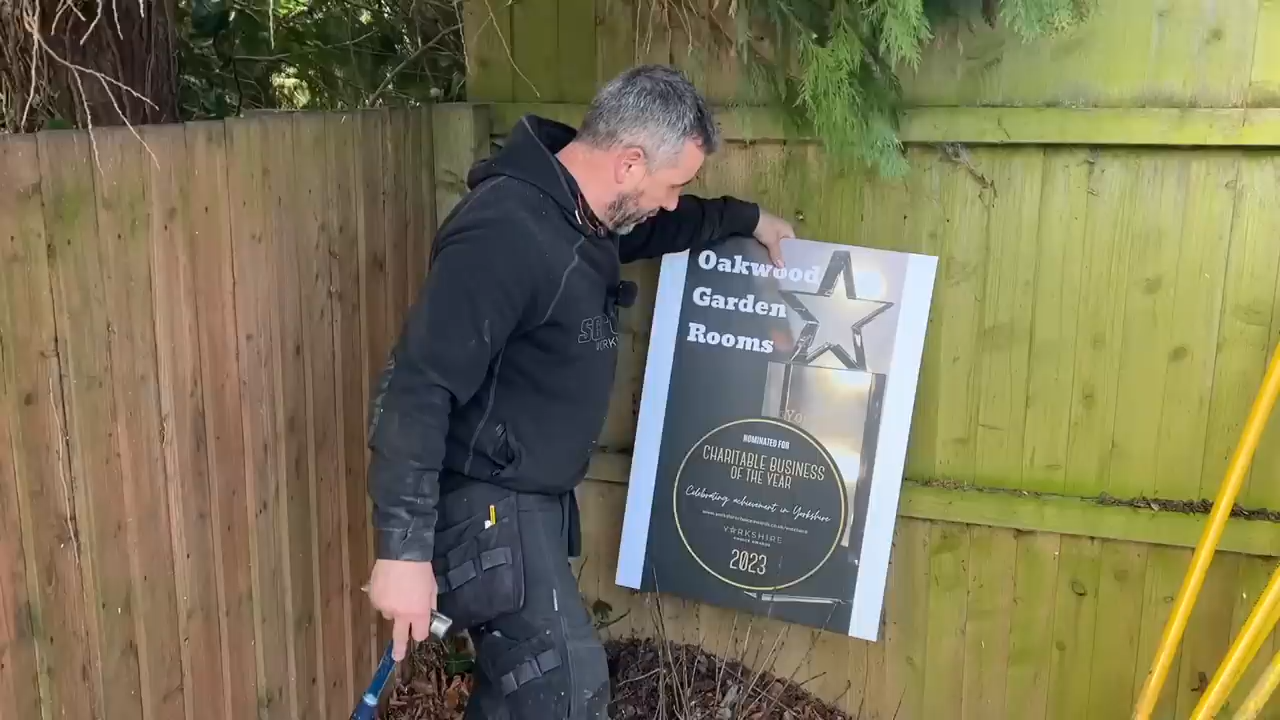 Oakwood
Garden
Rooms
NOMINATED FOR
CHARITABLE BUSINESS
OF THE YEAR
Celebrating achievement in Yorkshire
YORKSHIRE
2023